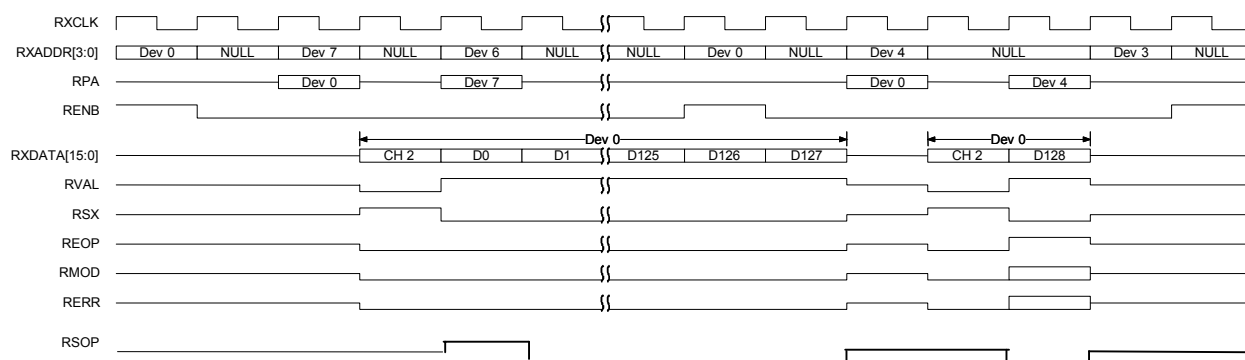 RXCLK
RXADDR[3:0] Dev 0 NULL Dev 7 NULL Dev 6 NULL NULL Dev 0 NULL Dev 4 NULL Dev 3 NULL
RPA Dev 0 Dev 7 Dev 0 Dev 4
RENB
Dev 0 Dev 0
RXDATA[15:0] CH 2 D0 D1 D125 D126 D127 CH 2 D128
RVAL
RSX
REOP
RMOD
RERR
RSOP